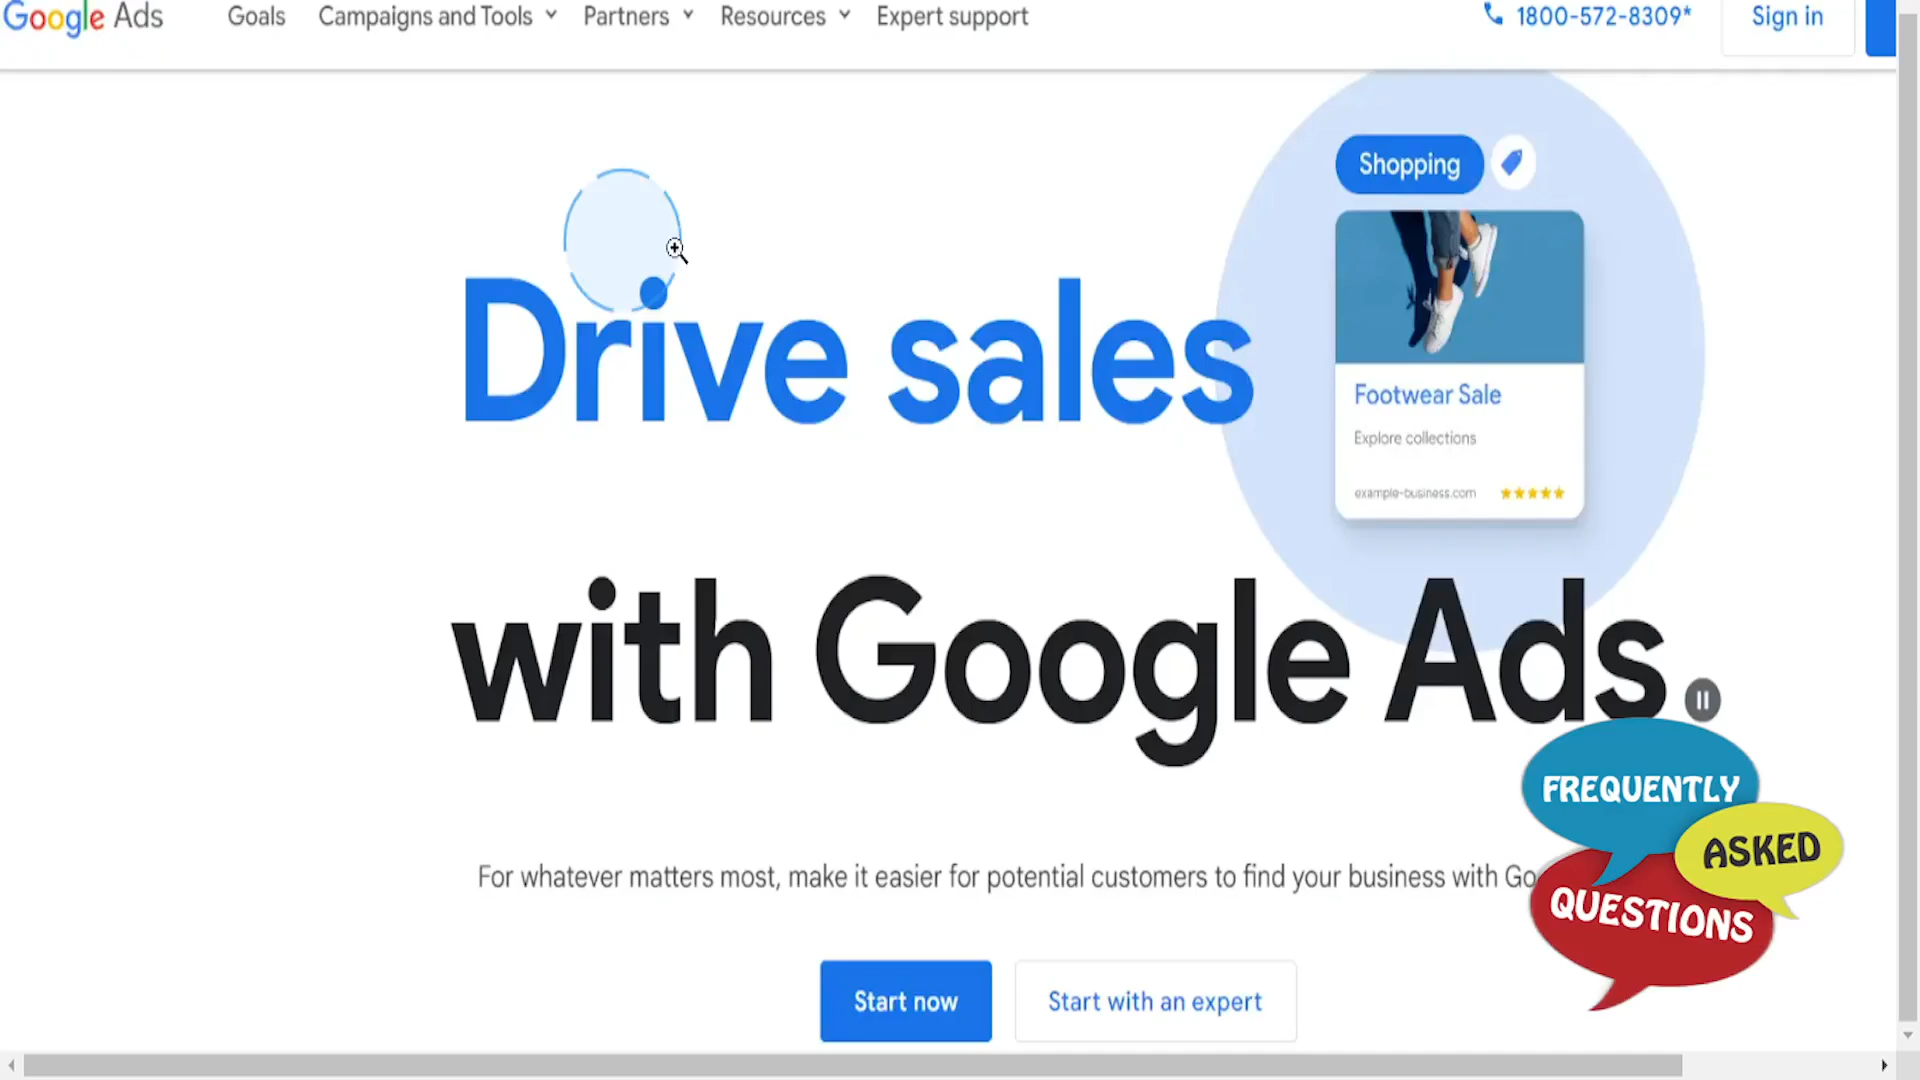 Google Ads
Goals
Campaigns and Tools
Partners
Resources
Expert support
1800-572-8309*
Sign in
Shopping
Drive sales
Footwear Sale
Explore collections
example-business.com
with Google Ads.
For whatever matters most, make it easier for potential customers to find your business with Go
FREQUENTLY
ASKED
QUESTIONS
Start now
Start with an expert